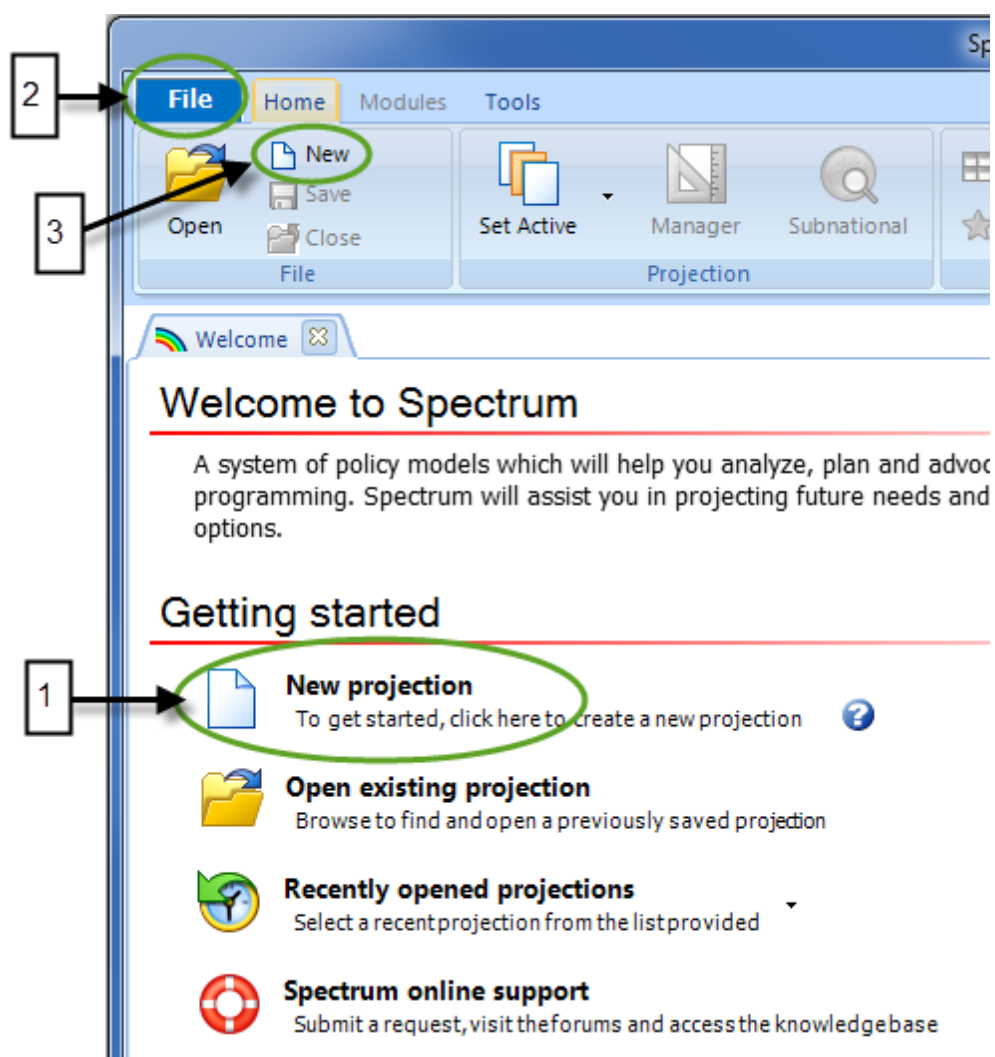 Sp
2
File Home Modules Tools
New
Save
3
Open
Close
Set Active
Manager
Subnational
File
Projection
Welcome
Welcome to Spectrum
A system of policy models which will help you analyze, plan and advoc
programming. Spectrum will assist you in projecting future needs and
options.
Getting started
1
New projection
To get started, click here to create a new projection
?
Open existing projection
Browse to find and open a previously saved projection
Recently opened projections
Select a recent projection from the list provided
Spectrum online support
Submit a request, visit the forums and access the knowledge base